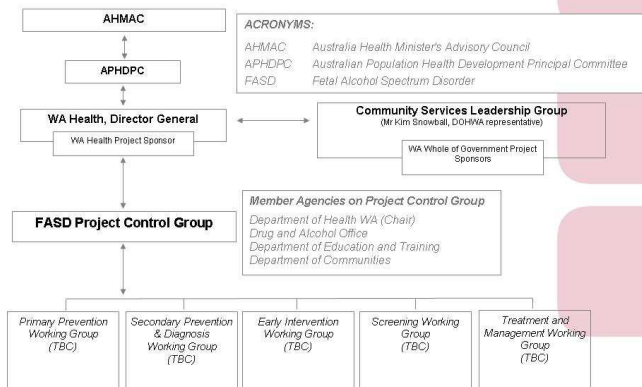 AHMAC
APHDPC
ACRONYMS:
AHMAC Australia Health Minister's Advisory Council
APHDPC Australian Population Health Development Principal Committee
FASD Fetal Alcohol Spectrum Disorder
WA Health, Director General
WA Health Project Sponsor
Community Services Leadership Group
(Mr Kim Snowball, DOHWA representative)
WA Whole of Government Project
Sponsors
FASD Project Control Group
Member Agencies on Project Control Group
Department of Health WA (Chair)
Drug and Alcohol Office
Department of Education and Training
Department of Communities
Primary Prevention
Working Group
(TBC)
Secondary Prevention
& Diagnosis
Working Group
(TBC)
Early Intervention
Working Group
(TBC)
Screening Working
Group
(TBC)
Treatment and
Management Working
Group
(TBC)